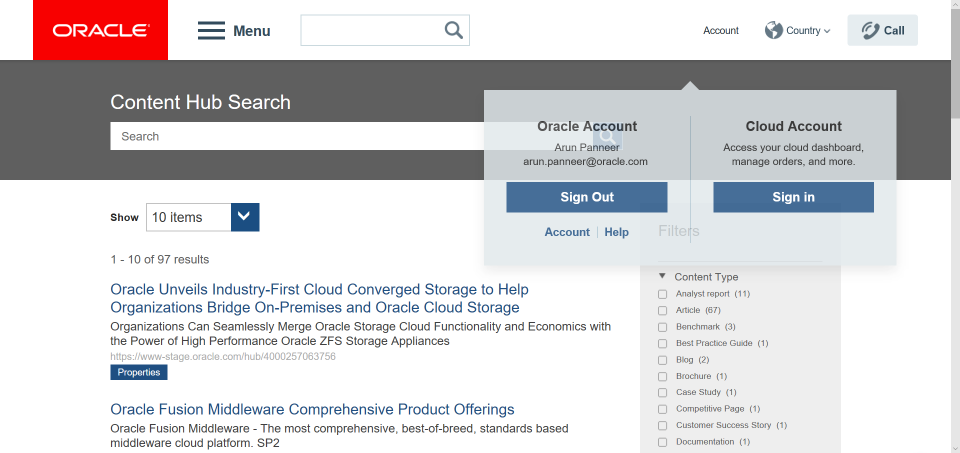 ORACLE
Menu
Account
Country
Call
Content Hub Search
Search
Oracle Account
Arun Panneer
arun.panneer@oracle.com
Sign Out
Account | Help
Cloud Account
Access your cloud dashboard,
manage orders, and more.
Sign in
Show
10 items
1 - 10 of 97 results
Oracle Unveils Industry-First Cloud Converged Storage to Help
Organizations Bridge On-Premises and Oracle Cloud Storage
Organizations Can Seamlessly Merge Oracle Storage Cloud Functionality and Economics with
the Power of High Performance Oracle ZFS Storage Appliances
https://www-stage.oracle.com/hub/4000257063756
Properties
Oracle Fusion Middleware Comprehensive Product Offerings
Oracle Fusion Middleware - The most comprehensive, best-of-breed, standards based
middleware cloud platform. SP2
Filters
Content Type
Analyst report (11)
Article (67)
Benchmark (3)
Best Practice Guide (1)
Blog (2)
Brochure (1)
Case Study (1)
Competitive Page (1)
Customer Success Story (1)
Documentation (1)